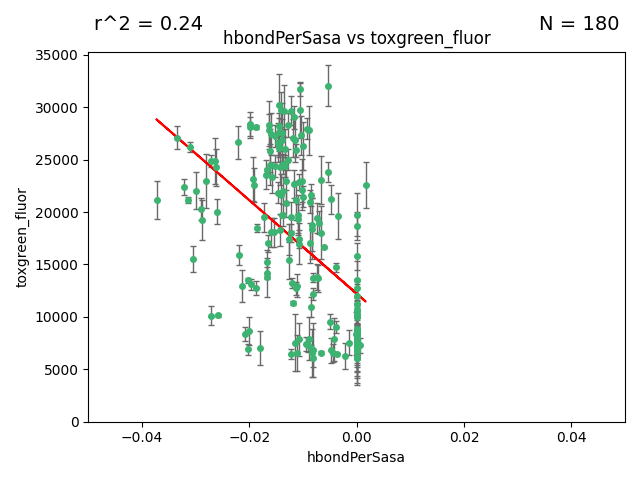 r^2 = 0.24
N = 180
hbondPerSasa vs toxgreen_fluor
35000
30000
25000
20000
15000
10000
5000
0
toxgreen_fluor
−0.04
−0.02
0.00
0.02
0.04
hbondPerSasa